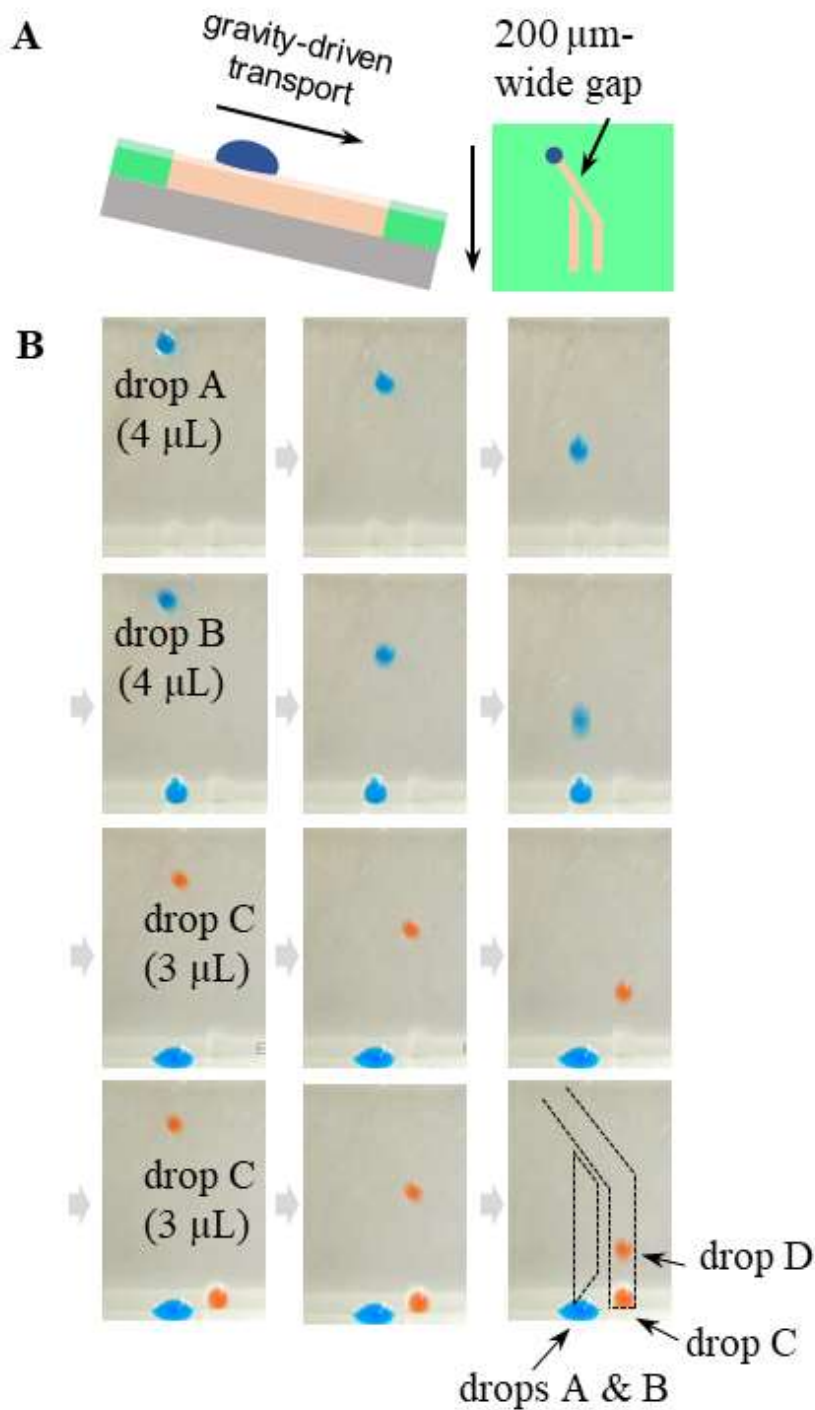 A
gravity-driven
transport
200 μm-
wide gap
B
drop A
(4 μL)
drop B
(4 μL)
drop C
(3 μL)
drop C
(3 μL)
drop D
drop C
drops A & B